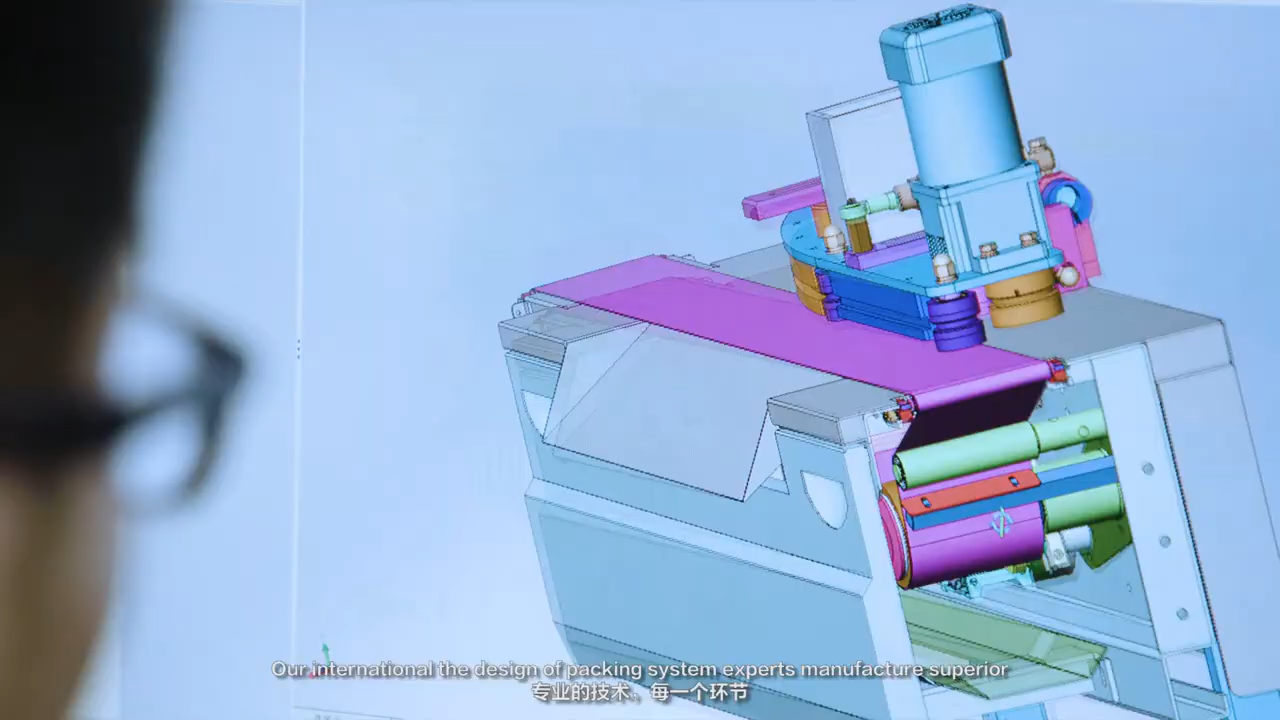 Our international the design of packing system experts manufacture superior
专业的技术、每一个环节